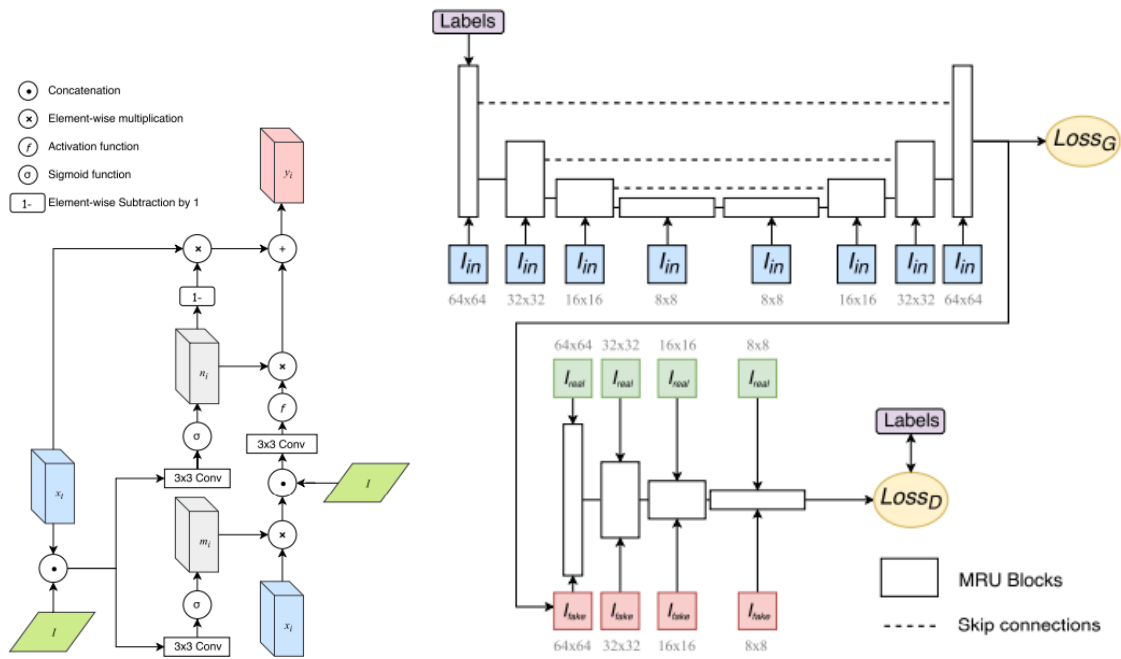 Concatenation
Element-wise multiplication
f
Activation function
σ
Sigmoid function
1-
Element-wise Subtraction by 1
y_i
×
+
1-
n_i
×
f
σ
3x3 Conv
x_i
3x3 Conv
I
m_i
×
σ
I
x_i
3x3 Conv
Labels
Loss_G
I_in I_in I_in I_in I_in I_in I_in I_in
64x64 32x32 16x16 8x8 8x8 16x16 32x32 64x64
64x64 32x32 16x16 8x8
I_real I_real I_real I_real
Labels
Loss_D
I_fake I_fake I_fake I_fake
64x64 32x32 16x16 8x8
MRU Blocks
Skip connections